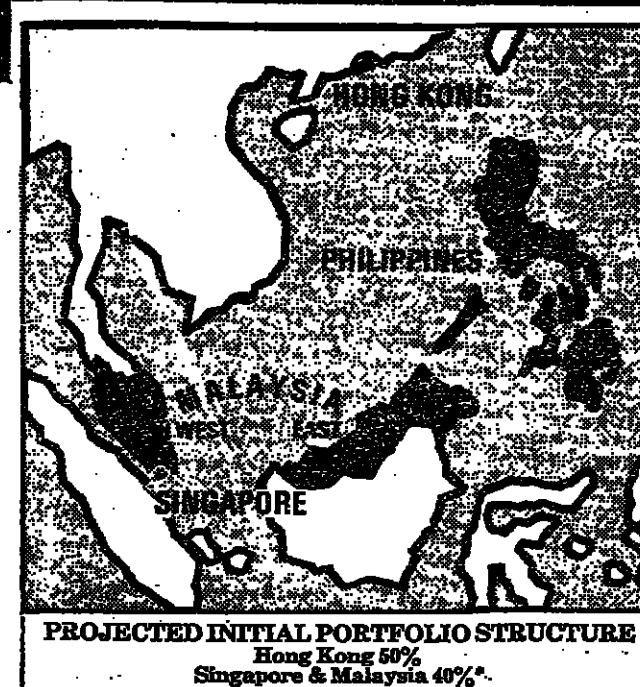 HONG KONG
PHILIPPINES
MALAYSIA
WEST EAST
SINGAPORE
PROJECTED INITIAL PORTFOLIO STRUCTURE
Hong Kong 50%
Singapore & Malaysia 40%*